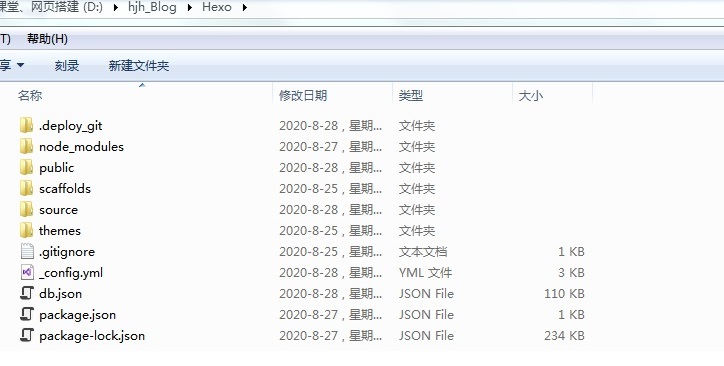 课堂、网页搭建 (D:) ▸ hjh_Blog ▸ Hexo ▸
T) 帮助(H)
享 ▼ 刻录 新建文件夹
名称 修改日期 类型 大小
.deploy_git 2020-8-28 , 星期... 文件夹
node_modules 2020-8-27 , 星期... 文件夹
public 2020-8-28 , 星期... 文件夹
scaffolds 2020-8-25 , 星期... 文件夹
source 2020-8-28 , 星期... 文件夹
themes 2020-8-25 , 星期... 文件夹
.gitignore 2020-8-25 , 星期... 文本文档 1 KB
_config.yml 2020-8-28 , 星期... YML 文件 3 KB
db.json 2020-8-28 , 星期... JSON File 110 KB
package.json 2020-8-27 , 星期... JSON File 1 KB
package-lock.json 2020-8-27 , 星期... JSON File 234 KB